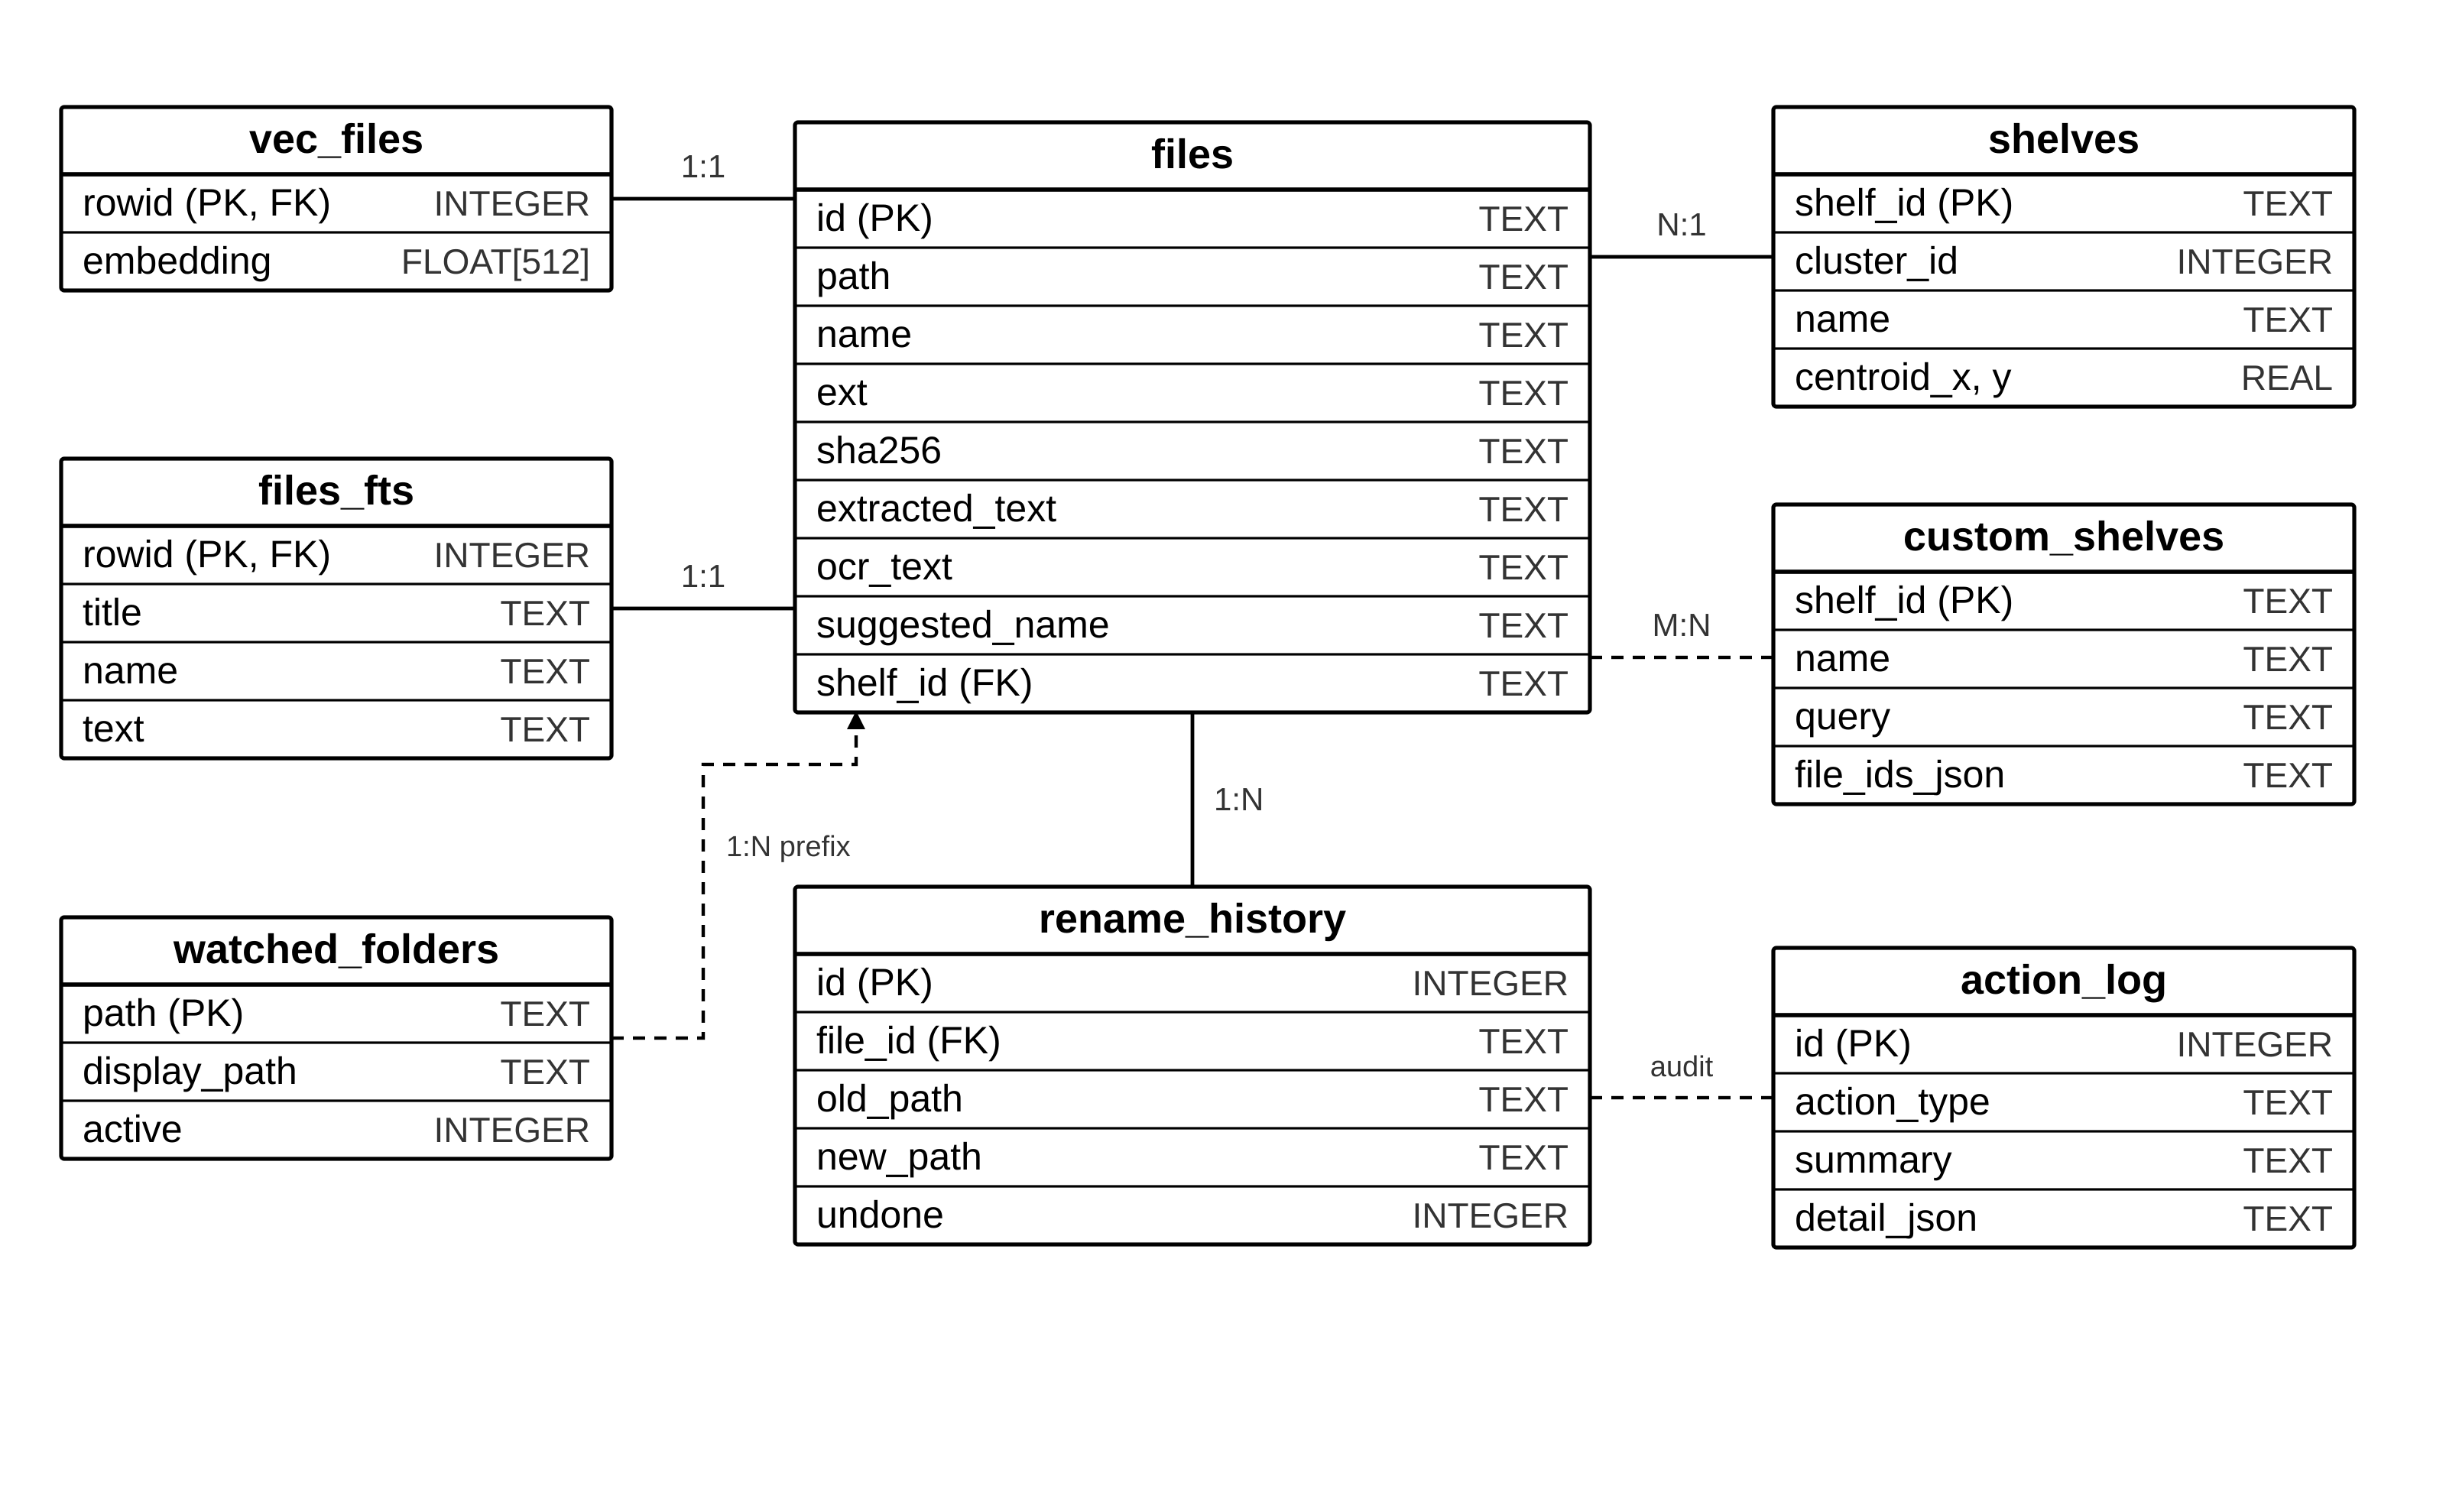 vec_files
rowid (PK, FK) INTEGER
embedding FLOAT[512]
1:1
files
id (PK) TEXT
path TEXT
name TEXT
ext TEXT
sha256 TEXT
extracted_text TEXT
ocr_text TEXT
suggested_name TEXT
shelf_id (FK) TEXT
N:1
shelves
shelf_id (PK) TEXT
cluster_id INTEGER
name TEXT
centroid_x, y REAL
files_fts
rowid (PK, FK) INTEGER
title TEXT
name TEXT
text TEXT
1:1
M:N
custom_shelves
shelf_id (PK) TEXT
name TEXT
query TEXT
file_ids_json TEXT
1:N prefix
1:N
watched_folders
path (PK) TEXT
display_path TEXT
active INTEGER
rename_history
id (PK) INTEGER
file_id (FK) TEXT
old_path TEXT
new_path TEXT
undone INTEGER
audit
action_log
id (PK) INTEGER
action_type TEXT
summary TEXT
detail_json TEXT